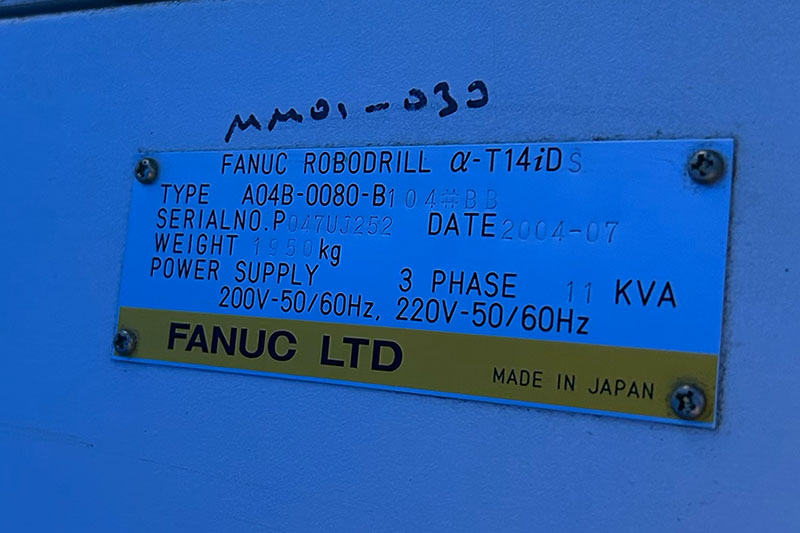 MM01-030
FANUC ROBODRILL α-T14iDS
TYPE A04B-0080-B104#BB
SERIALNO.P047UJ252 DATE 2004-07
WEIGHT 1950kg
POWER SUPPLY 3 PHASE 11 KVA
200V-50/60Hz, 220V-50/60Hz
FANUC LTD
MADE IN JAPAN